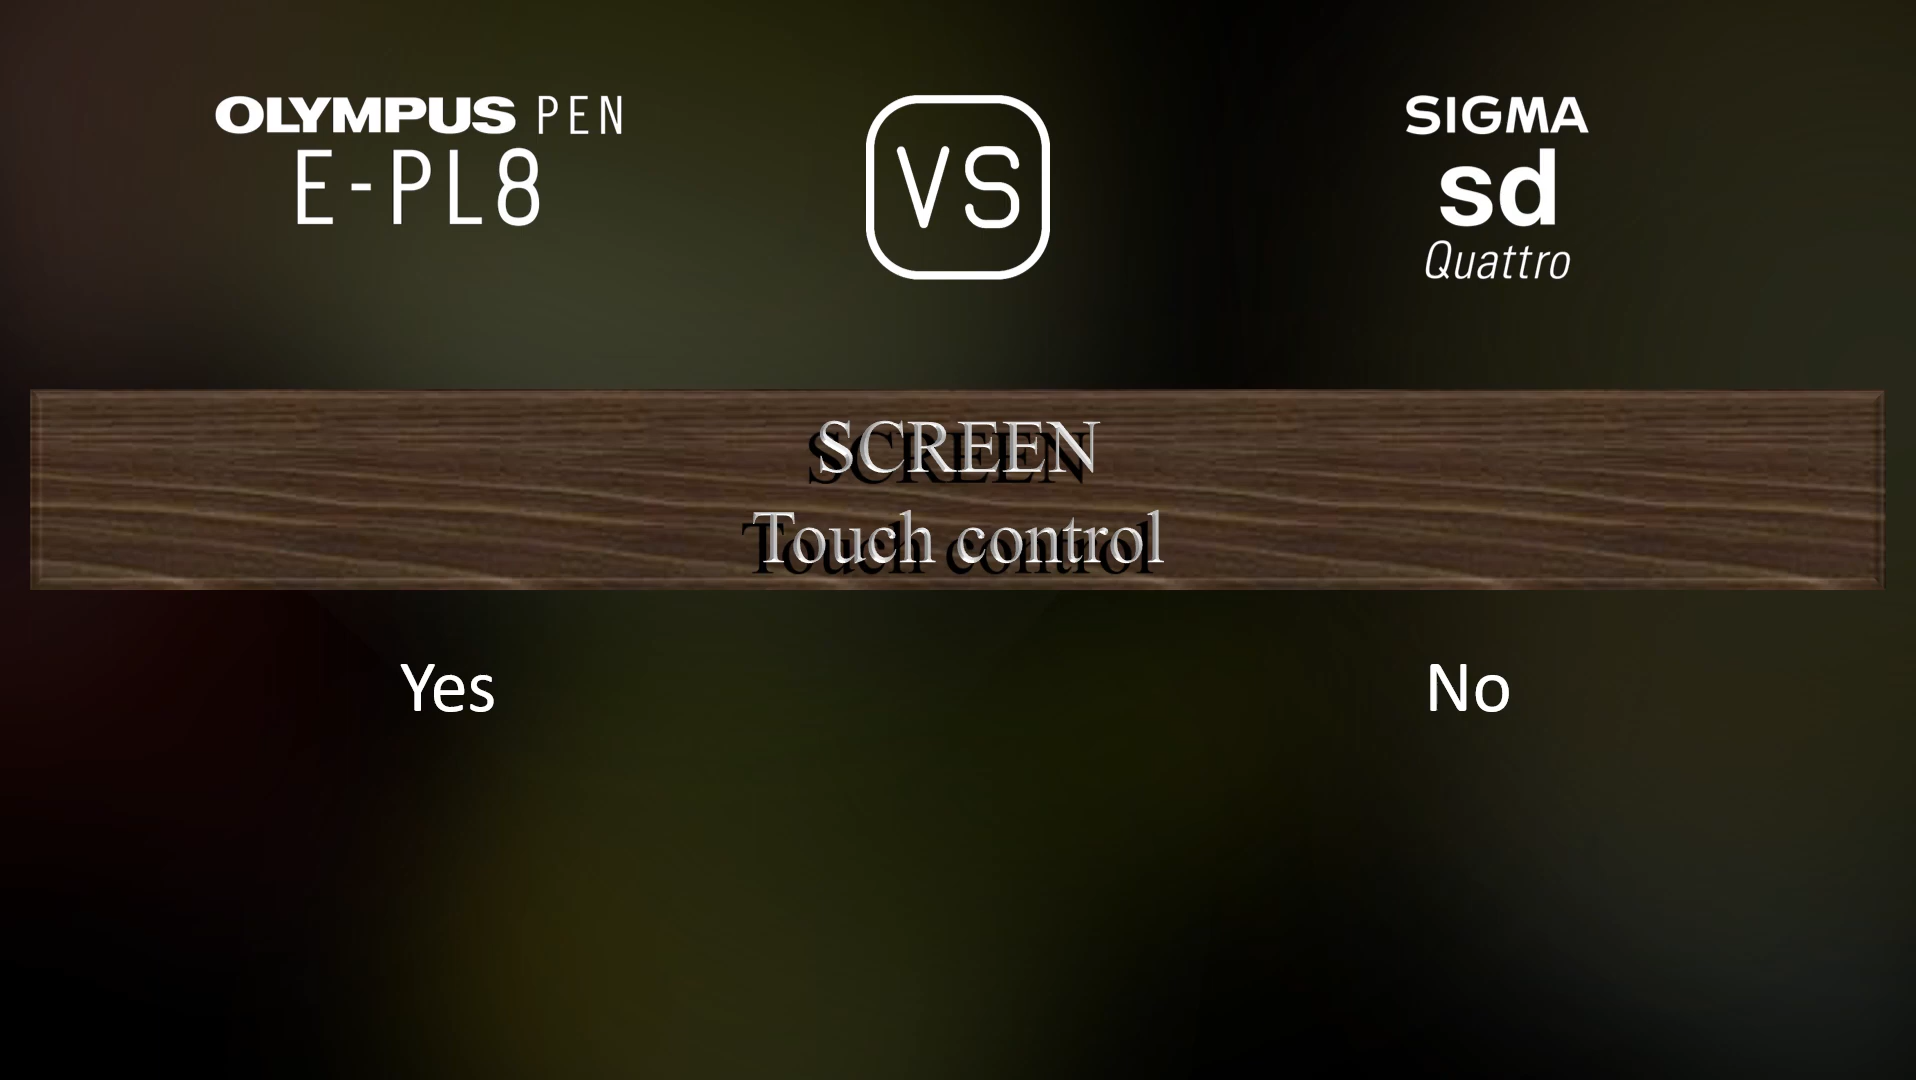 OLYMPUS PEN
E-PL8
VS
SIGMA
sd
Quattro
SCREEN
Touch control
Yes
No